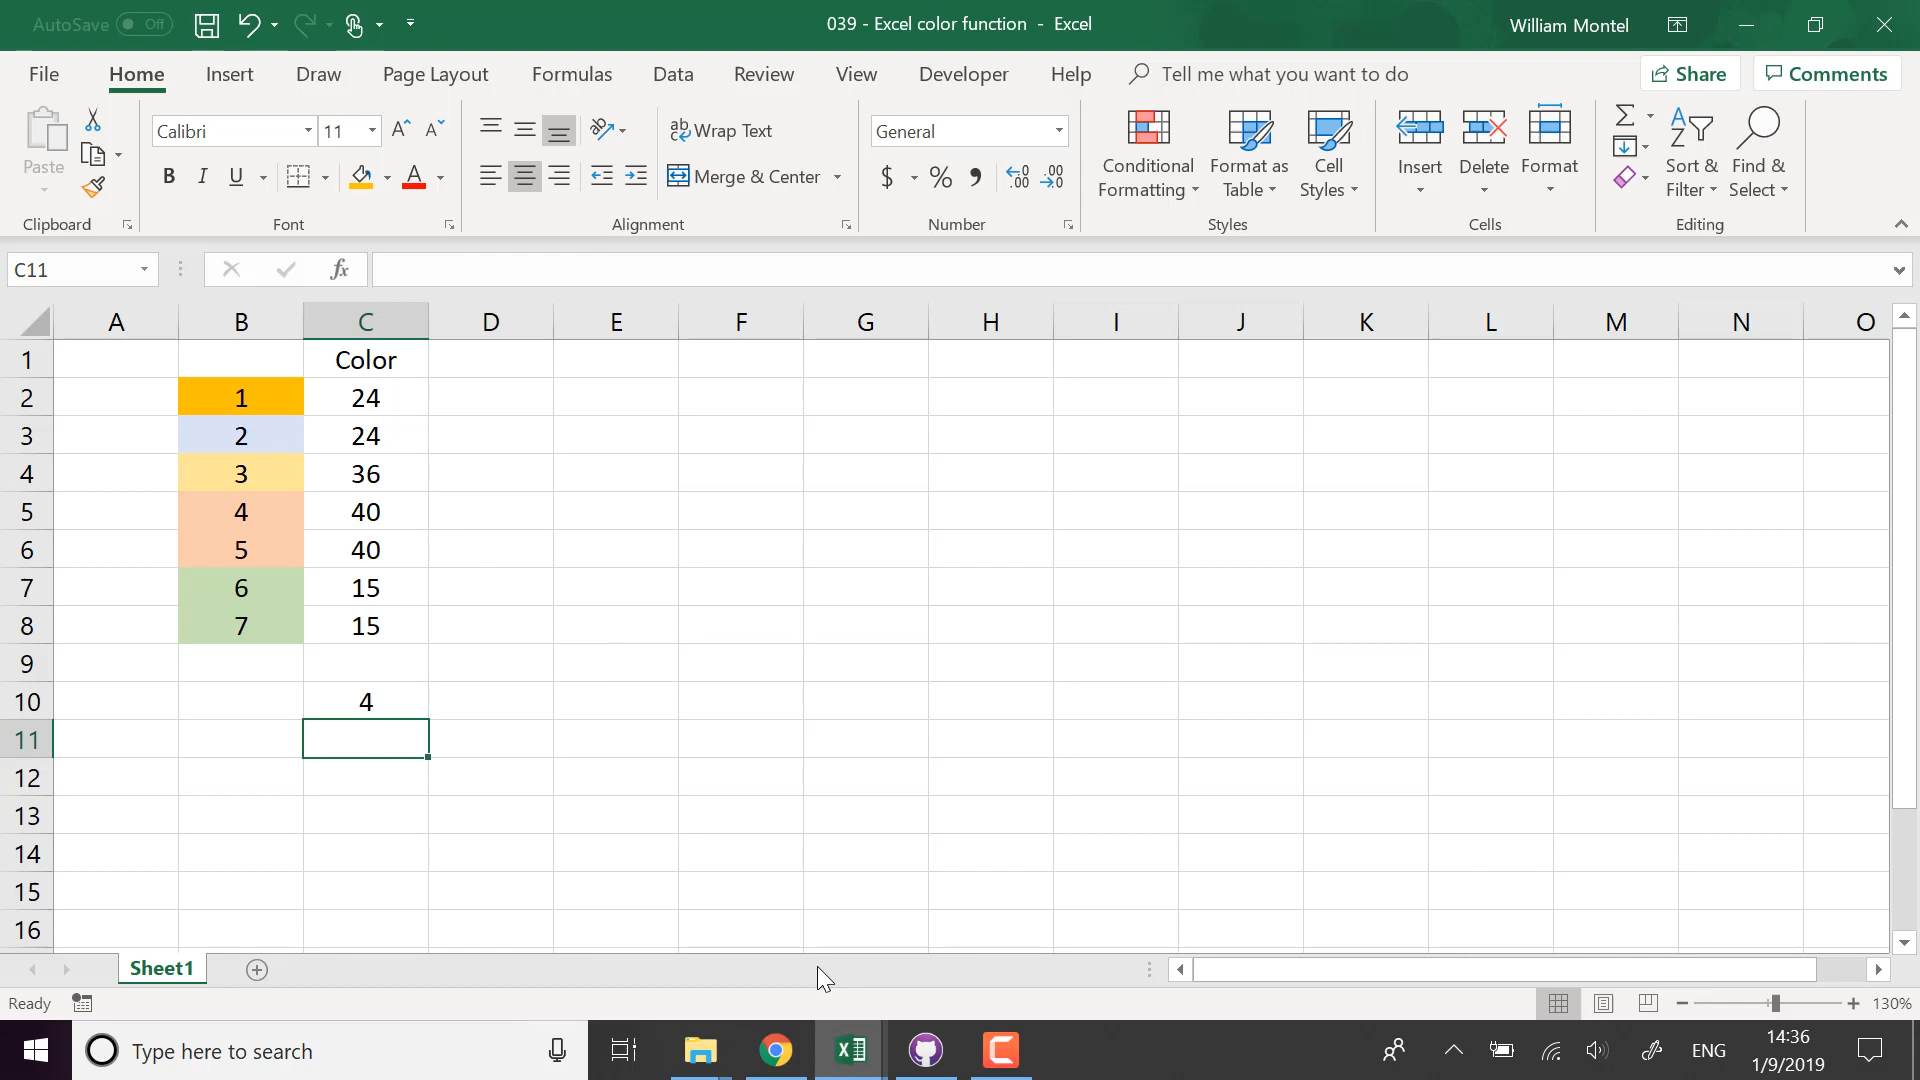 AutoSave Off
039 - Excel color function - Excel
William Montel
File Home Insert Draw Page Layout Formulas Data Review View Developer Help Tell me what you want to do Share Comments
Paste
Calibri 11
B I U A
ab Wrap Text
Merge & Center
General
$ % .00
Conditional Formatting
Format as Table
Cell Styles
Insert
Delete
Format
Sort & Filter
Find & Select
Clipboard Font Alignment Number Styles Cells Editing
C11 fx
A B C D E F G H I J K L M N O
1 Color
2 1 24
3 2 24
4 3 36
5 4 40
6 5 40
7 6 15
8 7 15
9
10 4
11
12
13
14
15
16
Sheet1
Ready 130%
Type here to search
ENG
14:36
1/9/2019